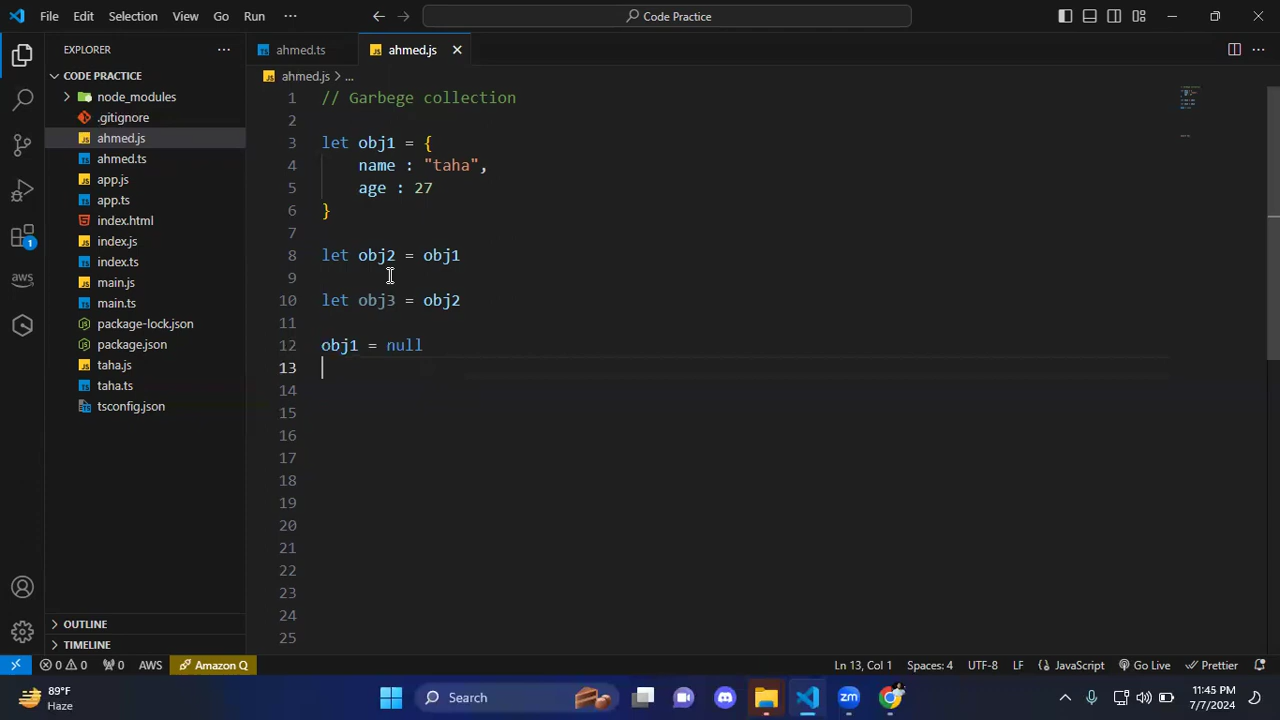 File Edit Selection View Go Run ··· Code Practice
EXPLORER ··· ahmed.ts ahmed.js
CODE PRACTICE
ahmed.js > ...
node_modules
.gitignore
ahmed.js
ahmed.ts
app.js
app.ts
index.html
index.js
index.ts
main.js
main.ts
package-lock.json
package.json
taha.js
taha.ts
tsconfig.json
OUTLINE
TIMELINE
1 // Garbege collection
2
3 let obj1 = {
4 name : "taha",
5 age : 27
6 }
7
8 let obj2 = obj1
9
10 let obj3 = obj2
11
12 obj1 = null
13
14
15
16
17
18
19
20
21
22
23
24
25
1
aws
0 0 0 AWS Amazon Q Ln 13, Col 1 Spaces: 4 UTF-8 LF JavaScript Go Live Prettier
89°F
Haze
Search
zm
11:45 PM
7/7/2024